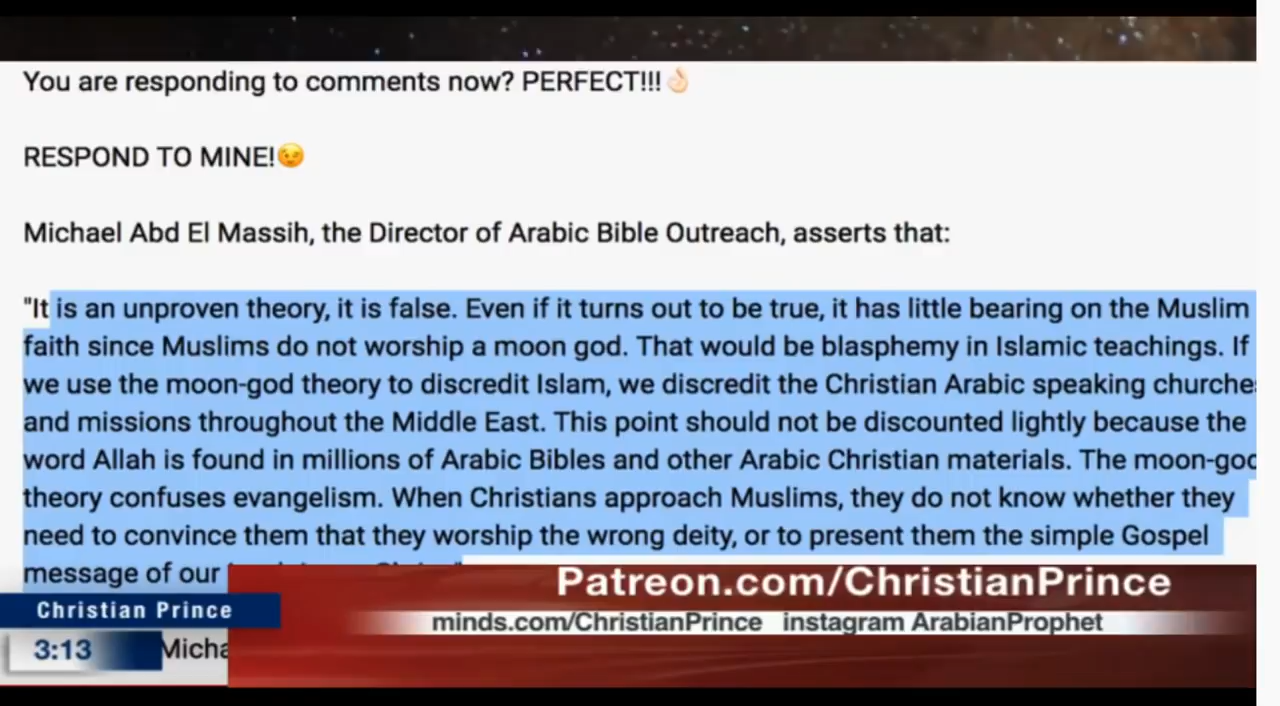 You are responding to comments now? PERFECT!!!👌🏻
RESPOND TO MINE!😉
Michael Abd El Massih, the Director of Arabic Bible Outreach, asserts that:
"It is an unproven theory, it is false. Even if it turns out to be true, it has little bearing on the Muslim
faith since Muslims do not worship a moon god. That would be blasphemy in Islamic teachings. If
we use the moon-god theory to discredit Islam, we discredit the Christian Arabic speaking churches
and missions throughout the Middle East. This point should not be discounted lightly because the
word Allah is found in millions of Arabic Bibles and other Arabic Christian materials. The moon-god
theory confuses evangelism. When Christians approach Muslims, they do not know whether they
need to convince them that they worship the wrong deity, or to present them the simple Gospel
message of our
Patreon.com/ChristianPrince
Christian Prince
minds.com/ChristianPrince instagram ArabianProphet
3:13
Micha